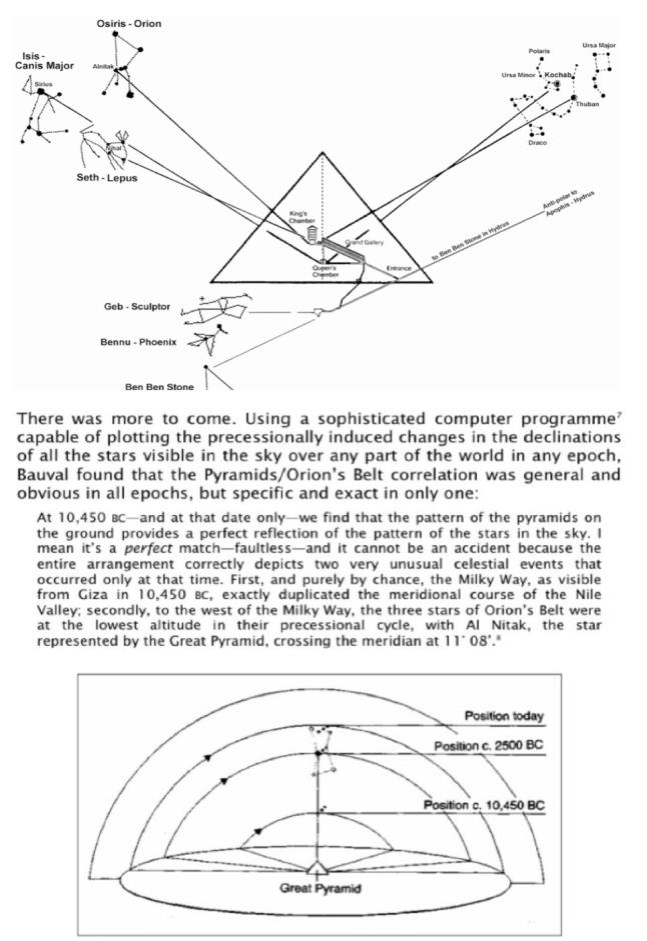 Osiris - Orion
Isis -
Canis Major
Sirius
Alnitak
Nihal
Seth - Lepus
Polaris
Ursa Major
Ursa Minor
Kochab
Thuban
Draco
King's
Chamber
Grand Gallery
Queen's
Chamber
Entrance
to Ben Ben Stone in Hydrus
Anti-polar to
Apophis - Hydrus
Geb - Sculptor
Bennu - Phoenix
Ben Ben Stone
There was more to come. Using a sophisticated computer programme⁷
capable of plotting the precessionally induced changes in the declinations
of all the stars visible in the sky over any part of the world in any epoch,
Bauval found that the Pyramids/Orion's Belt correlation was general and
obvious in all epochs, but specific and exact in only one:
At 10,450 BC—and at that date only—we find that the pattern of the pyramids on
the ground provides a perfect reflection of the pattern of the stars in the sky. I
mean it's a perfect match—faultless—and it cannot be an accident because the
entire arrangement correctly depicts two very unusual celestial events that
occurred only at that time. First, and purely by chance, the Milky Way, as visible
from Giza in 10,450 BC, exactly duplicated the meridional course of the Nile
Valley; secondly, to the west of the Milky Way, the three stars of Orion's Belt were
at the lowest altitude in their precessional cycle, with Al Nitak, the star
represented by the Great Pyramid, crossing the meridian at 11° 08'.⁸
Position today
Position c. 2500 BC
Position c. 10,450 BC
Great Pyramid